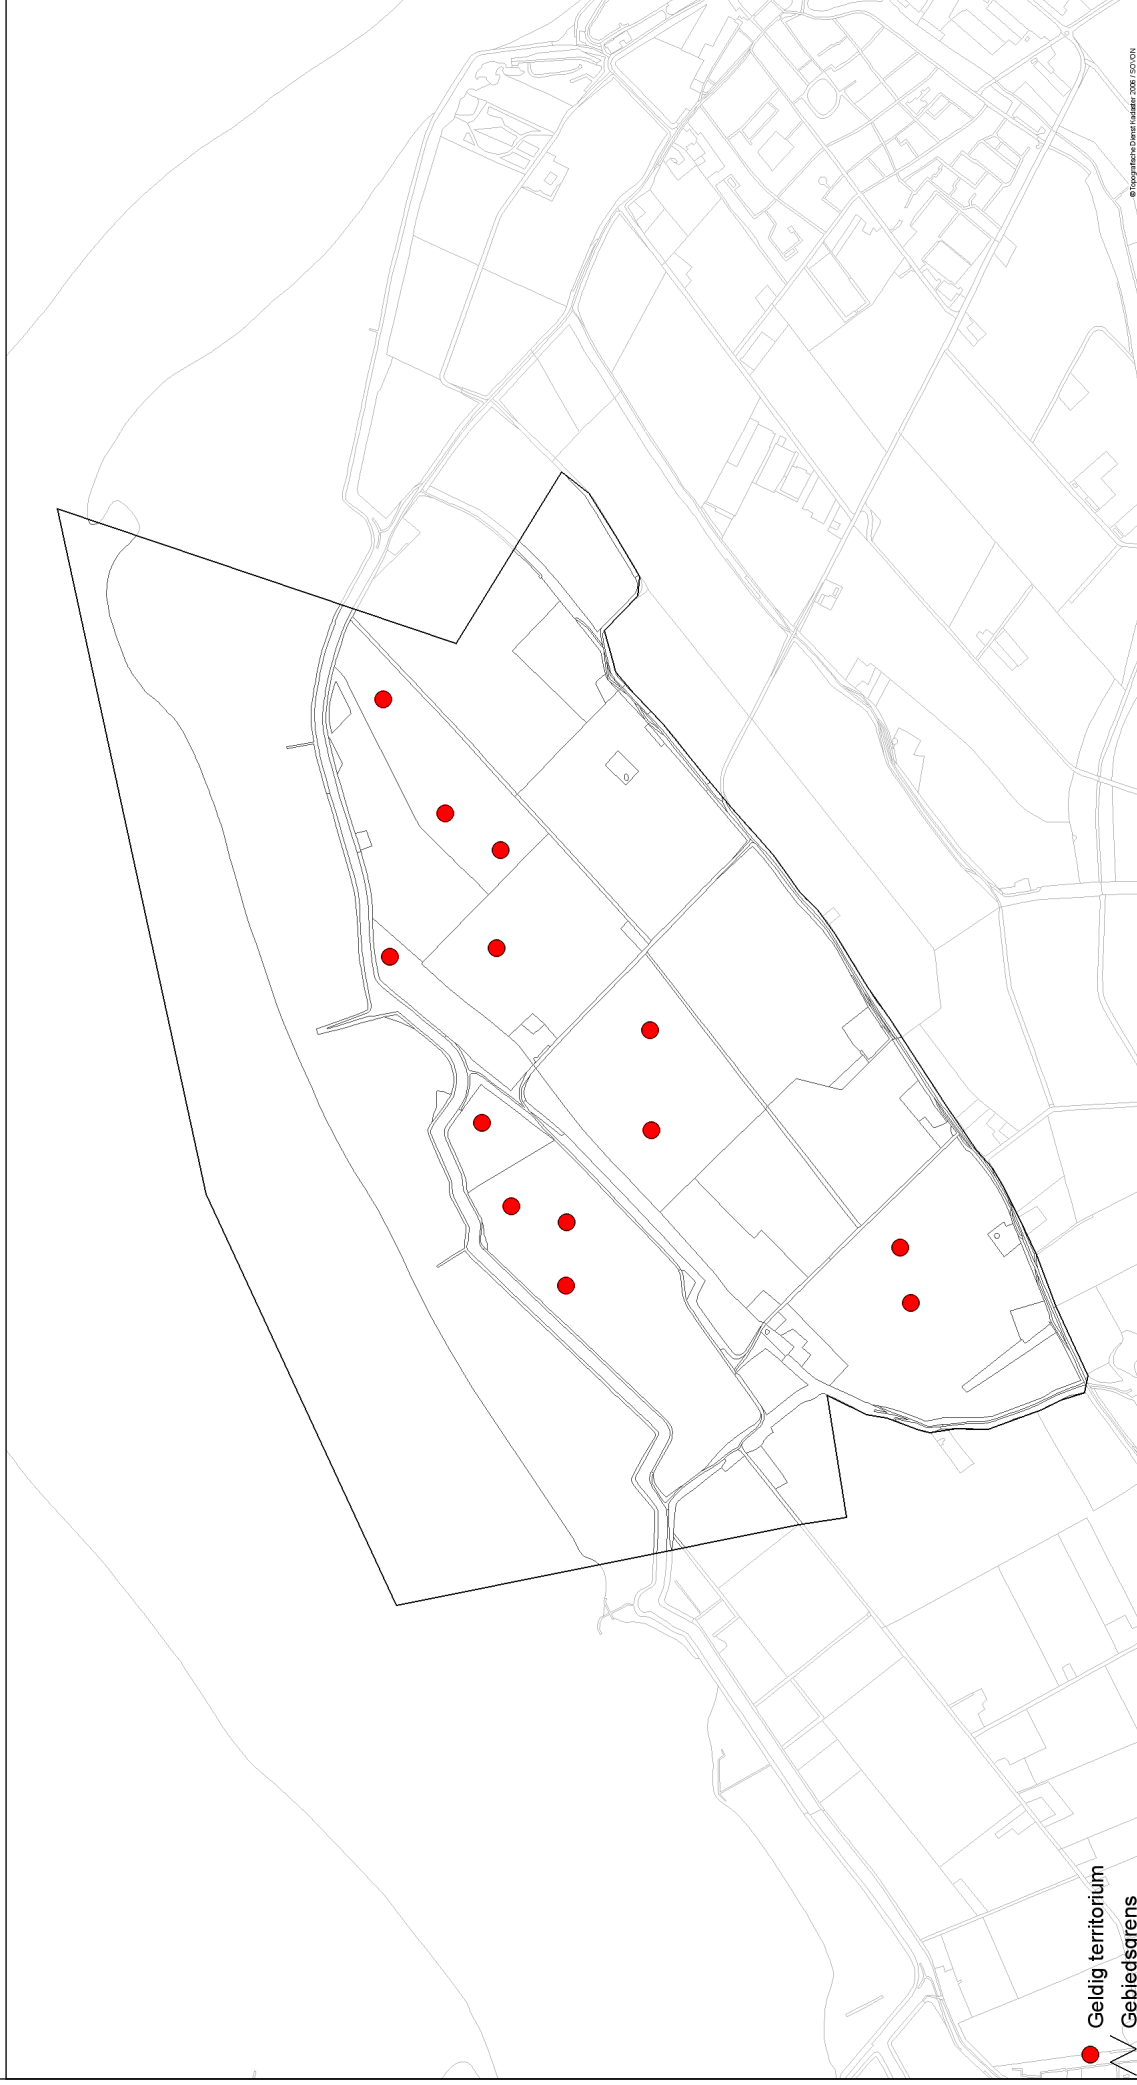 © Topografische Dienst Kadaster 2006 / SOVON
Geldig territorium
Gebiedsgrens